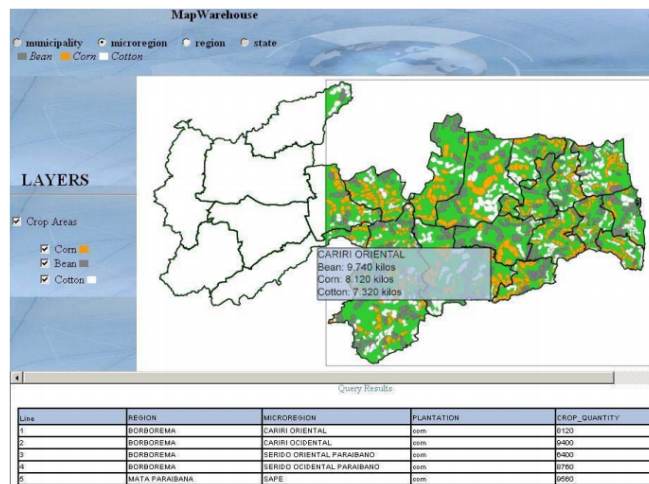 MapWarehouse
municipality microregion region state
Bean Corn Cotton
LAYERS
Crop Areas
Corn
Bean
Cotton
CARIRI ORIENTAL
Bean: 9.740 kilos
Corn: 8.120 kilos
Cotton: 7.320 kilos
Query Results
Line REGION MICROREGION PLANTATION CROP_QUANTITY
1 BORBOREMA CARIRI ORIENTAL corn 8120
2 BORBOREMA CARIRI OCIDENTAL corn 9400
3 BORBOREMA SERIDO ORIENTAL PARAIBANO corn 6400
4 BORBOREMA SERIDO OCIDENTAL PARAIBANO corn 8760
5 MATA PARAIBANA SAPE corn 9560